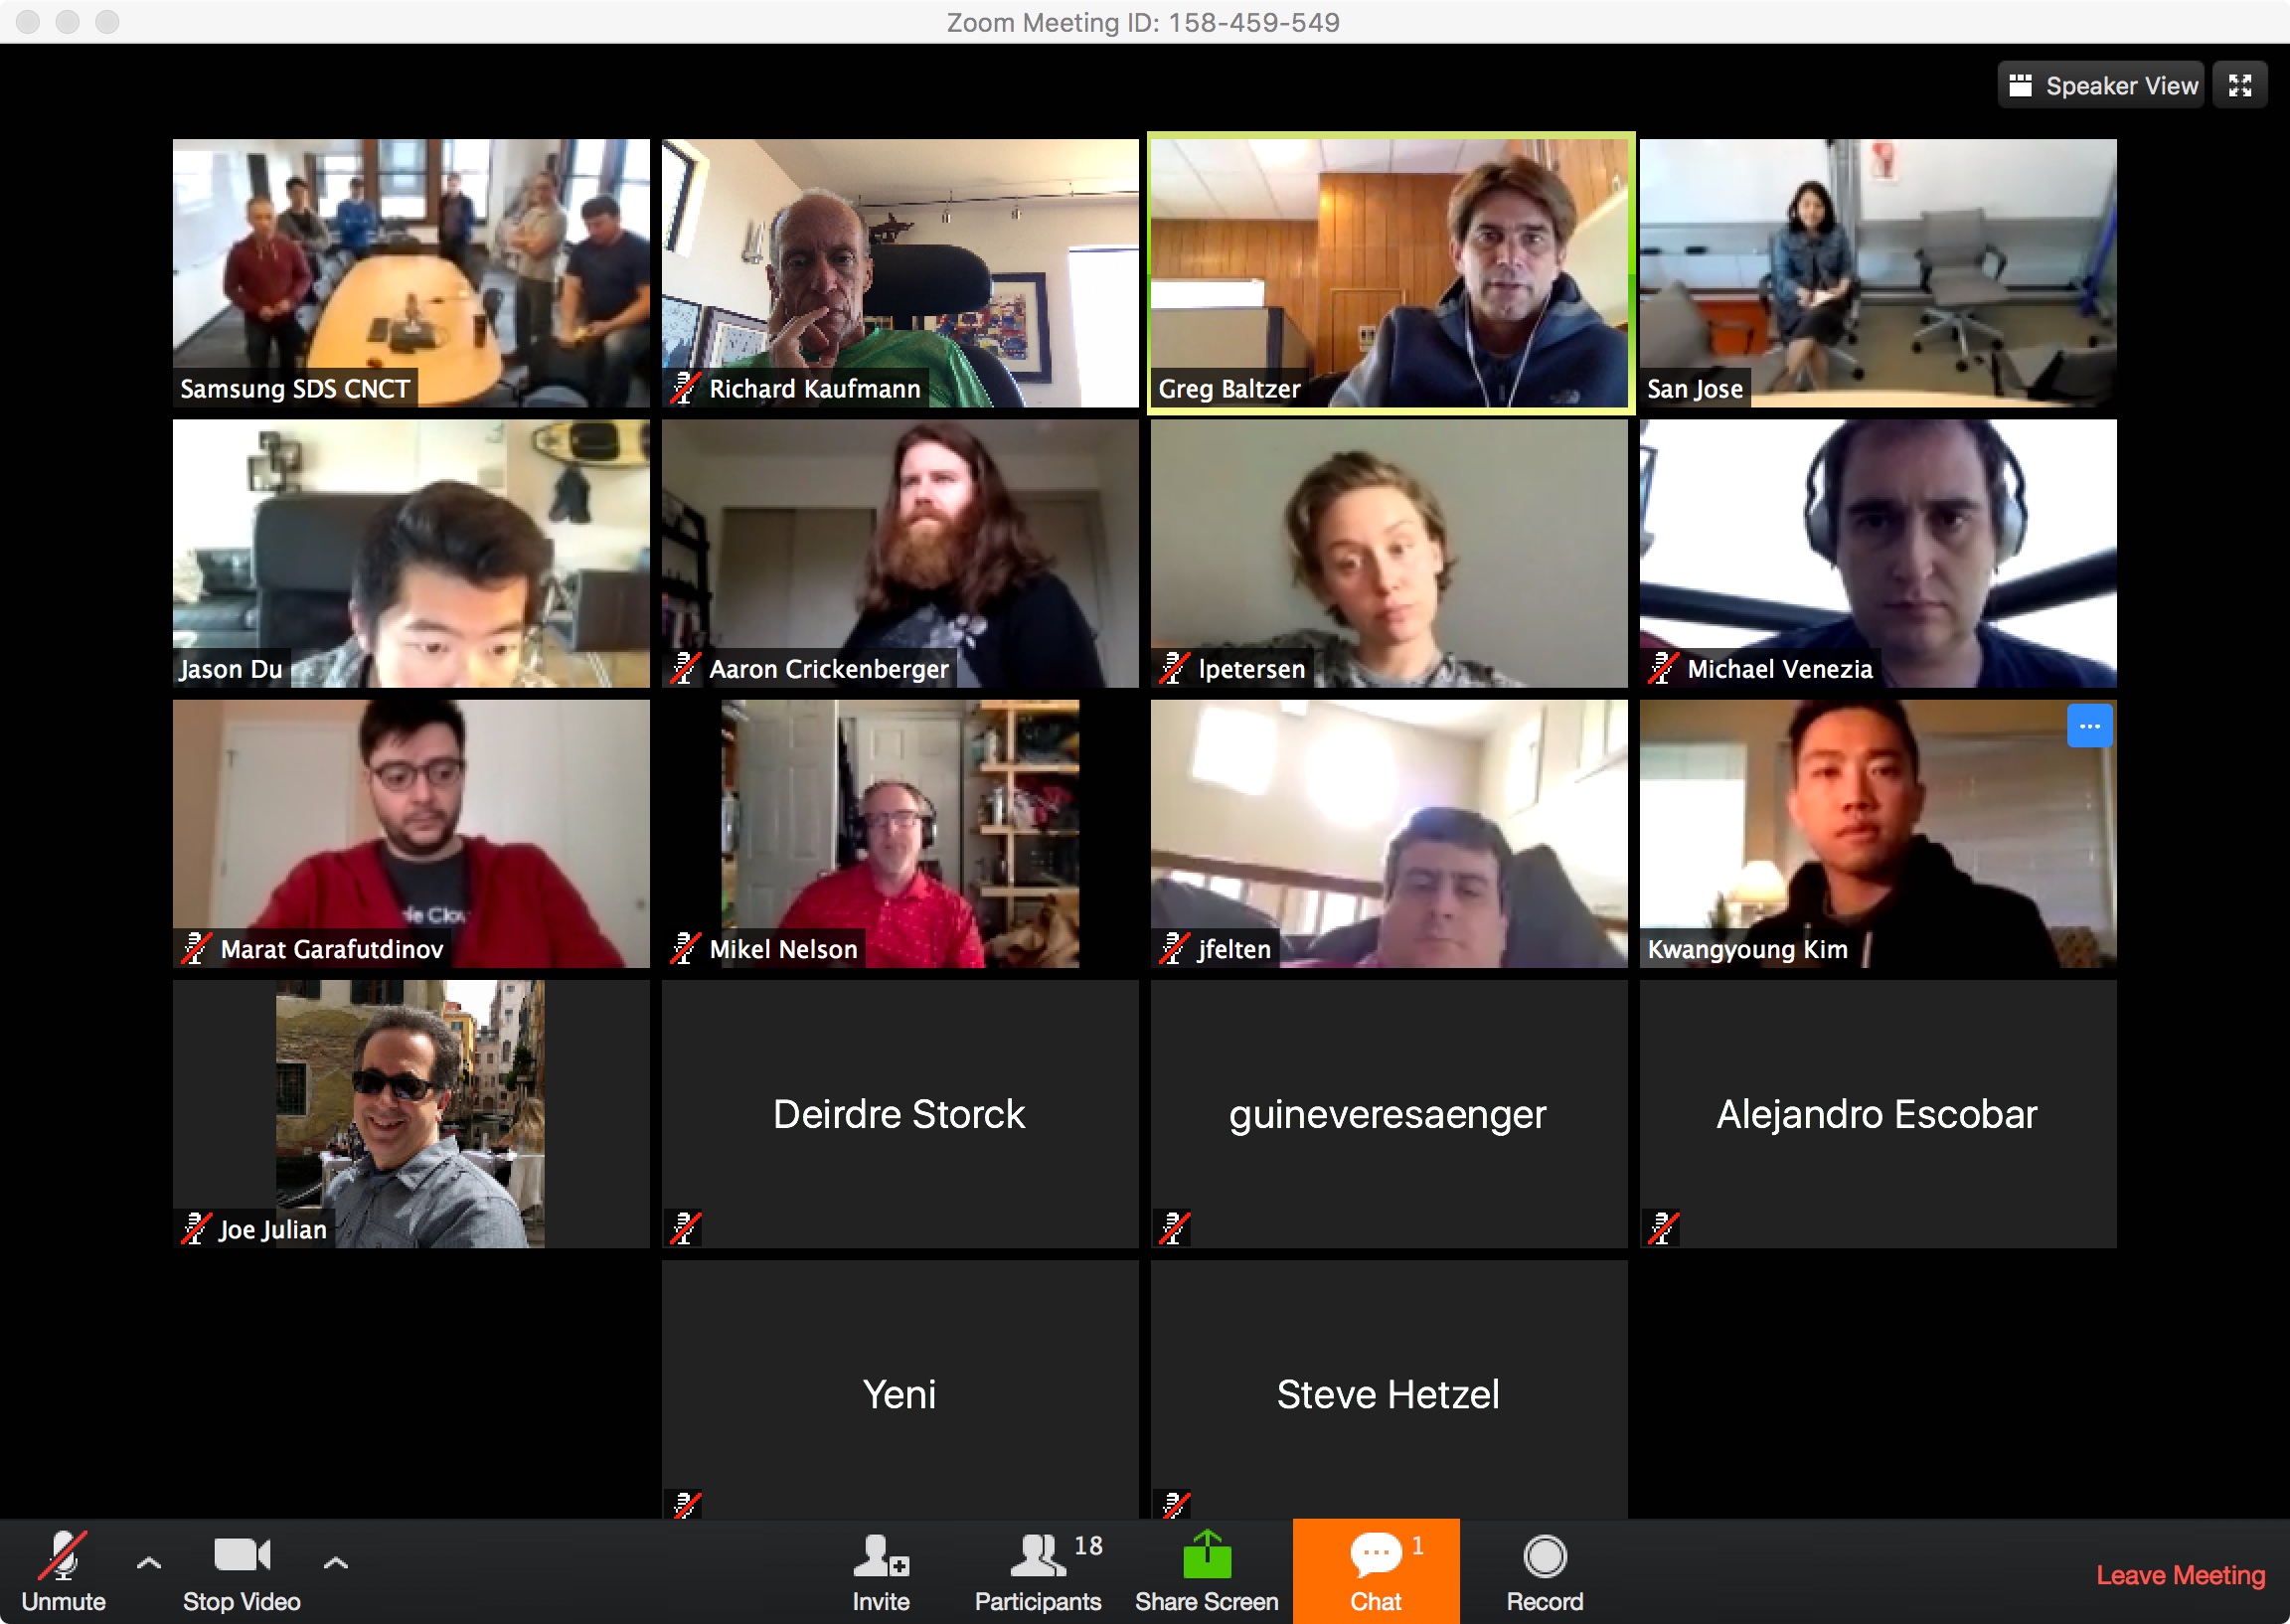 Zoom Meeting ID: 158-459-549
Speaker View
Samsung SDS CNCT
Richard Kaufmann
Greg Baltzer
San Jose
Jason Du
Aaron Crickenberger
lpetersen
Michael Venezia
Marat Garafutdinov
Mikel Nelson
jfelten
Kwangyoung Kim
Joe Julian
Deirdre Storck
guineveresaenger
Alejandro Escobar
Yeni
Steve Hetzel
Unmute
Stop Video
Invite
Participants 18
Share Screen
Chat 1
Record
Leave Meeting